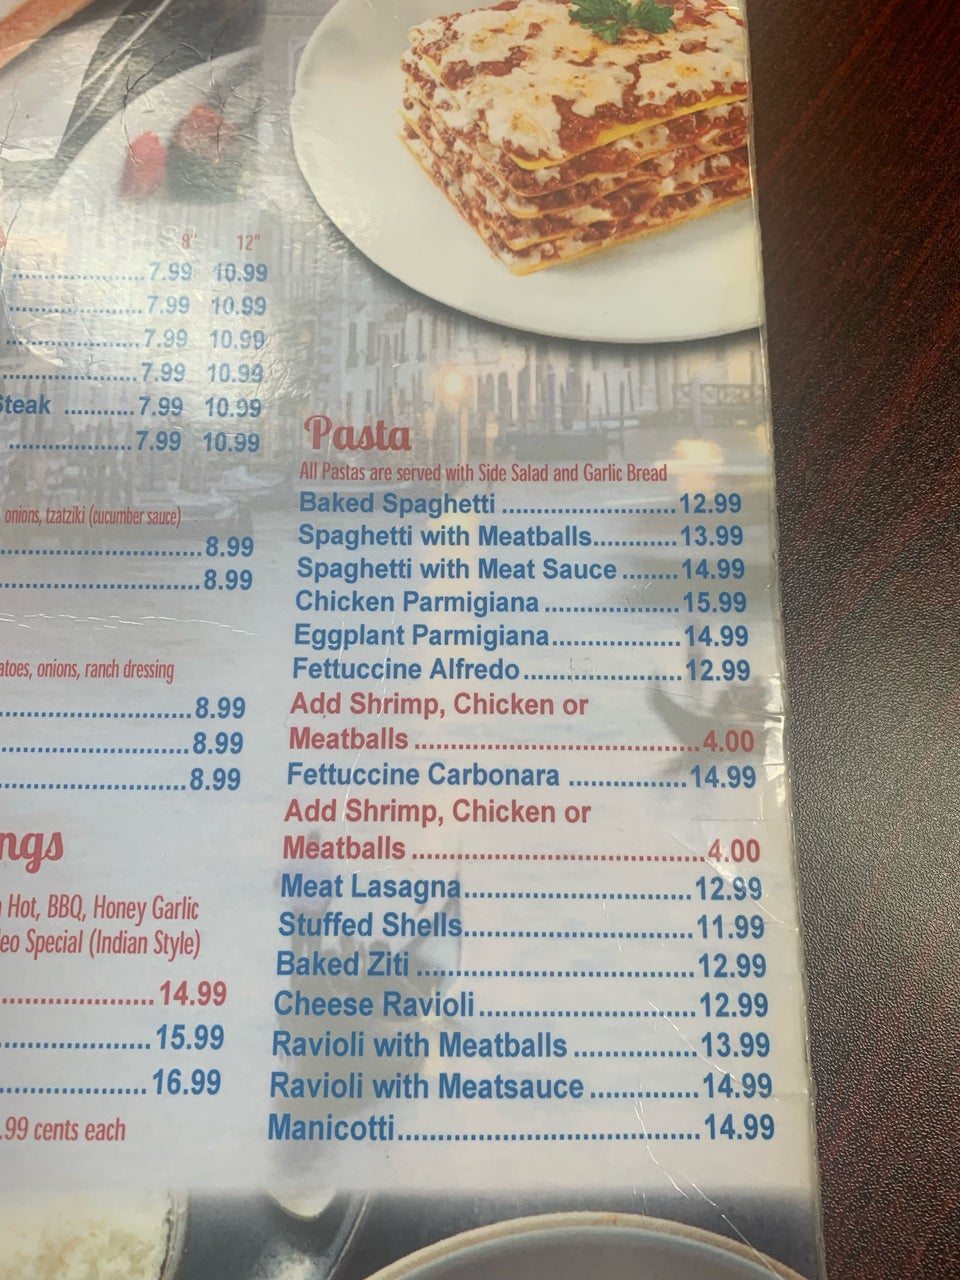 8" 12"
7.99 10.99
7.99 10.99
7.99 10.99
7.99 10.99
Steak ...........7.99 10.99
7.99 10.99
onions, tzatziki (cucumber sauce)
8.99
8.99
onions, ranch dressing
8.99
8.99
8.99
Hot, BBQ, Honey Garlic
Special (Indian Style)
14.99
15.99
16.99
.99 cents each
Pasta
All Pastas are served with Side Salad and Garlic Bread
Baked Spaghetti ..........................12.99
Spaghetti with Meatballs.............13.99
Spaghetti with Meat Sauce ........14.99
Chicken Parmigiana ....................15.99
Eggplant Parmigiana....................14.99
Fettuccine Alfredo........................12.99
Add Shrimp, Chicken or
Meatballs ..........................................4.00
Fettuccine Carbonara ..................14.99
Add Shrimp, Chicken or
Meatballs ..........................................4.00
Meat Lasagna.................................12.99
Stuffed Shells.................................11.99
Baked Ziti .......................................12.99
Cheese Ravioli..............................12.99
Ravioli with Meatballs .................13.99
Ravioli with Meatsauce ...............14.99
Manicotti.........................................14.99